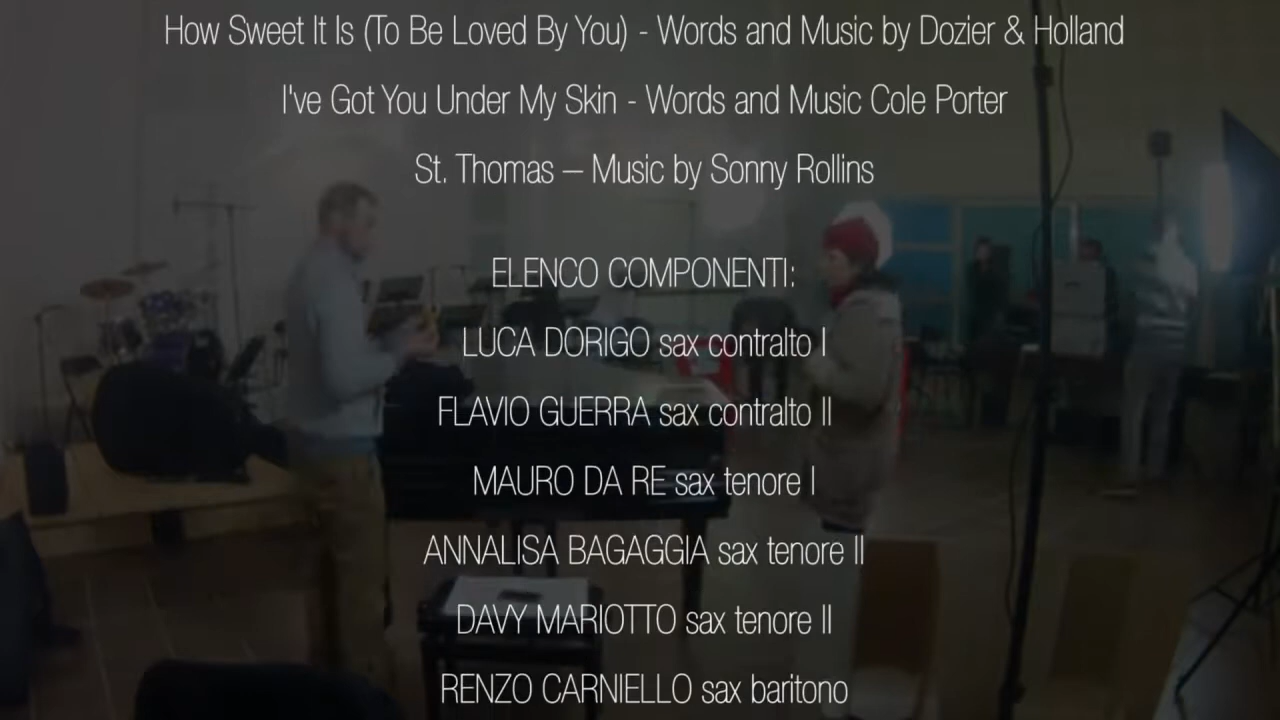 How Sweet It Is (To Be Loved By You) - Words and Music by Dozier & Holland
I've Got You Under My Skin - Words and Music Cole Porter
St. Thomas – Music by Sonny Rollins
ELENCO COMPONENTI:
LUCA DORIGO sax contralto I
FLAVIO GUERRA sax contralto II
MAURO DA RE sax tenore I
ANNALISA BAGAGGIA sax tenore II
DAVY MARIOTTO sax tenore II
RENZO CARNIELLO sax baritono